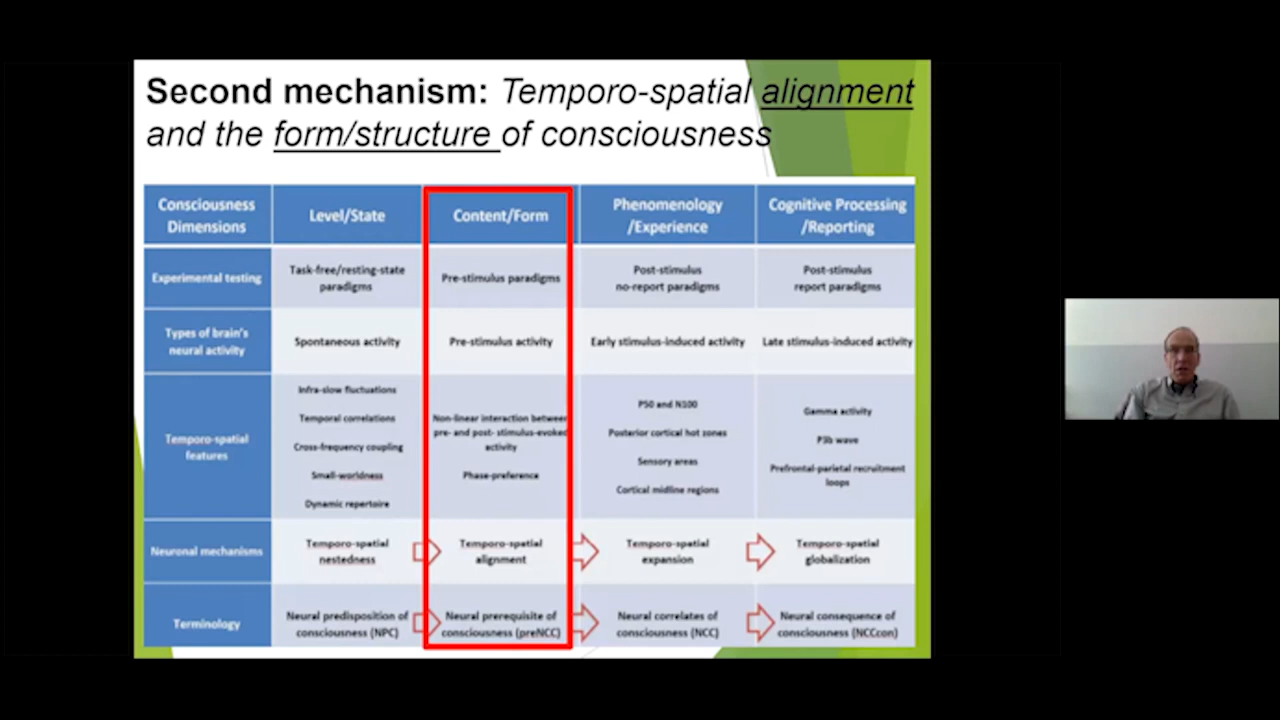 Second mechanism: Temporo-spatial alignment
and the form/structure of consciousness
Consciousness
Dimensions
Level/State
Content/Form
Phenomenology
/Experience
Cognitive Processing
/Reporting
Experimental testing
Task-free/resting-state
paradigms
Pre-stimulus paradigms
Post-stimulus
no-report paradigms
Post-stimulus
report paradigms
Types of brain's
neural activity
Spontaneous activity
Pre-stimulus activity
Early stimulus-induced activity
Late stimulus-induced activity
Temporo-spatial
features
Infra-slow fluctuations
Temporal correlations
Cross-frequency coupling
Small-worldness
Dynamic repertoire
Non-linear interaction between
pre- and post- stimulus-evoked
activity
Phase-preference
P50 and N100
Posterior cortical hot zones
Sensory areas
Cortical midline regions
Gamma activity
P3b wave
Prefrontal-parietal recruitment
loops
Neuronal mechanisms
Temporo-spatial
nestedness
Temporo-spatial
alignment
Temporo-spatial
expansion
Temporo-spatial
globalization
Terminology
Neural predisposition of
consciousness (NPC)
Neural prerequisite of
consciousness (preNCC)
Neural correlates of
consciousness (NCC)
Neural consequence of
consciousness (NCCcon)